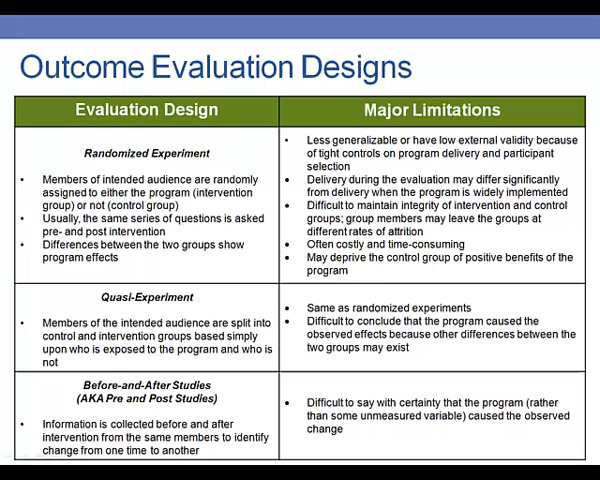 Outcome Evaluation Designs
Evaluation Design
Major Limitations
Randomized Experiment
• Members of intended audience are randomly
assigned to either the program (intervention
group) or not (control group)
• Usually, the same series of questions is asked
pre- and post intervention
• Differences between the two groups show
program effects
• Less generalizable or have low external validity because
of tight controls on program delivery and participant
selection
• Delivery during the evaluation may differ significantly
from delivery when the program is widely implemented
• Difficult to maintain integrity of intervention and control
groups; group members may leave the groups at
different rates of attrition
• Often costly and time-consuming
• May deprive the control group of positive benefits of the
program
Quasi-Experiment
• Members of the intended audience are split into
control and intervention groups based simply
upon who is exposed to the program and who is
not
• Same as randomized experiments
• Difficult to conclude that the program caused the
observed effects because other differences between the
two groups may exist
Before-and-After Studies
(AKA Pre and Post Studies)
• Information is collected before and after
intervention from the same members to identify
change from one time to another
• Difficult to say with certainty that the program (rather
than some unmeasured variable) caused the observed
change